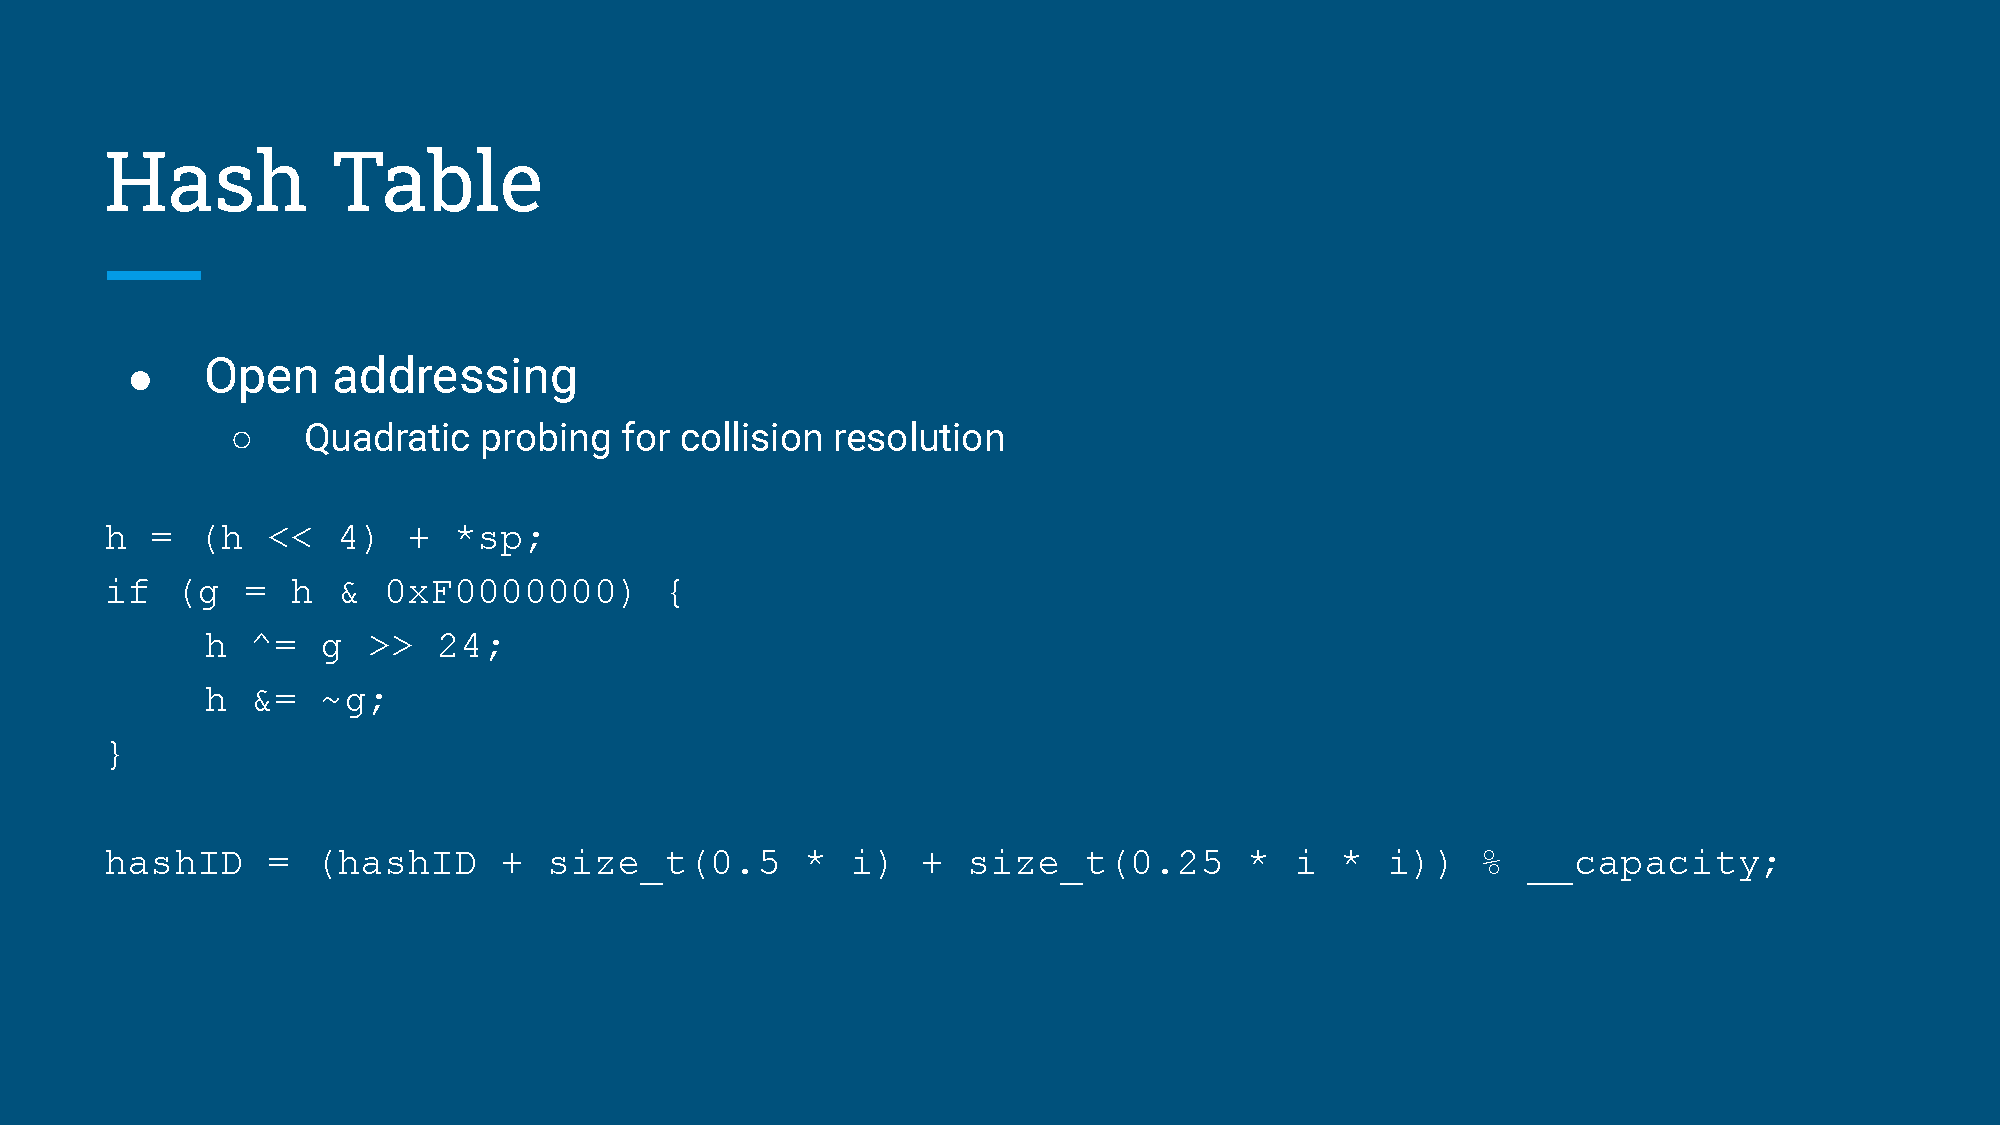 Hash Table
● Open addressing
○ Quadratic probing for collision resolution
h = (h << 4) + *sp;
if (g = h & 0xF0000000) {
    h ^= g >> 24;
    h &= ~g;
}
hashID = (hashID + size_t(0.5 * i) + size_t(0.25 * i * i)) % __capacity;